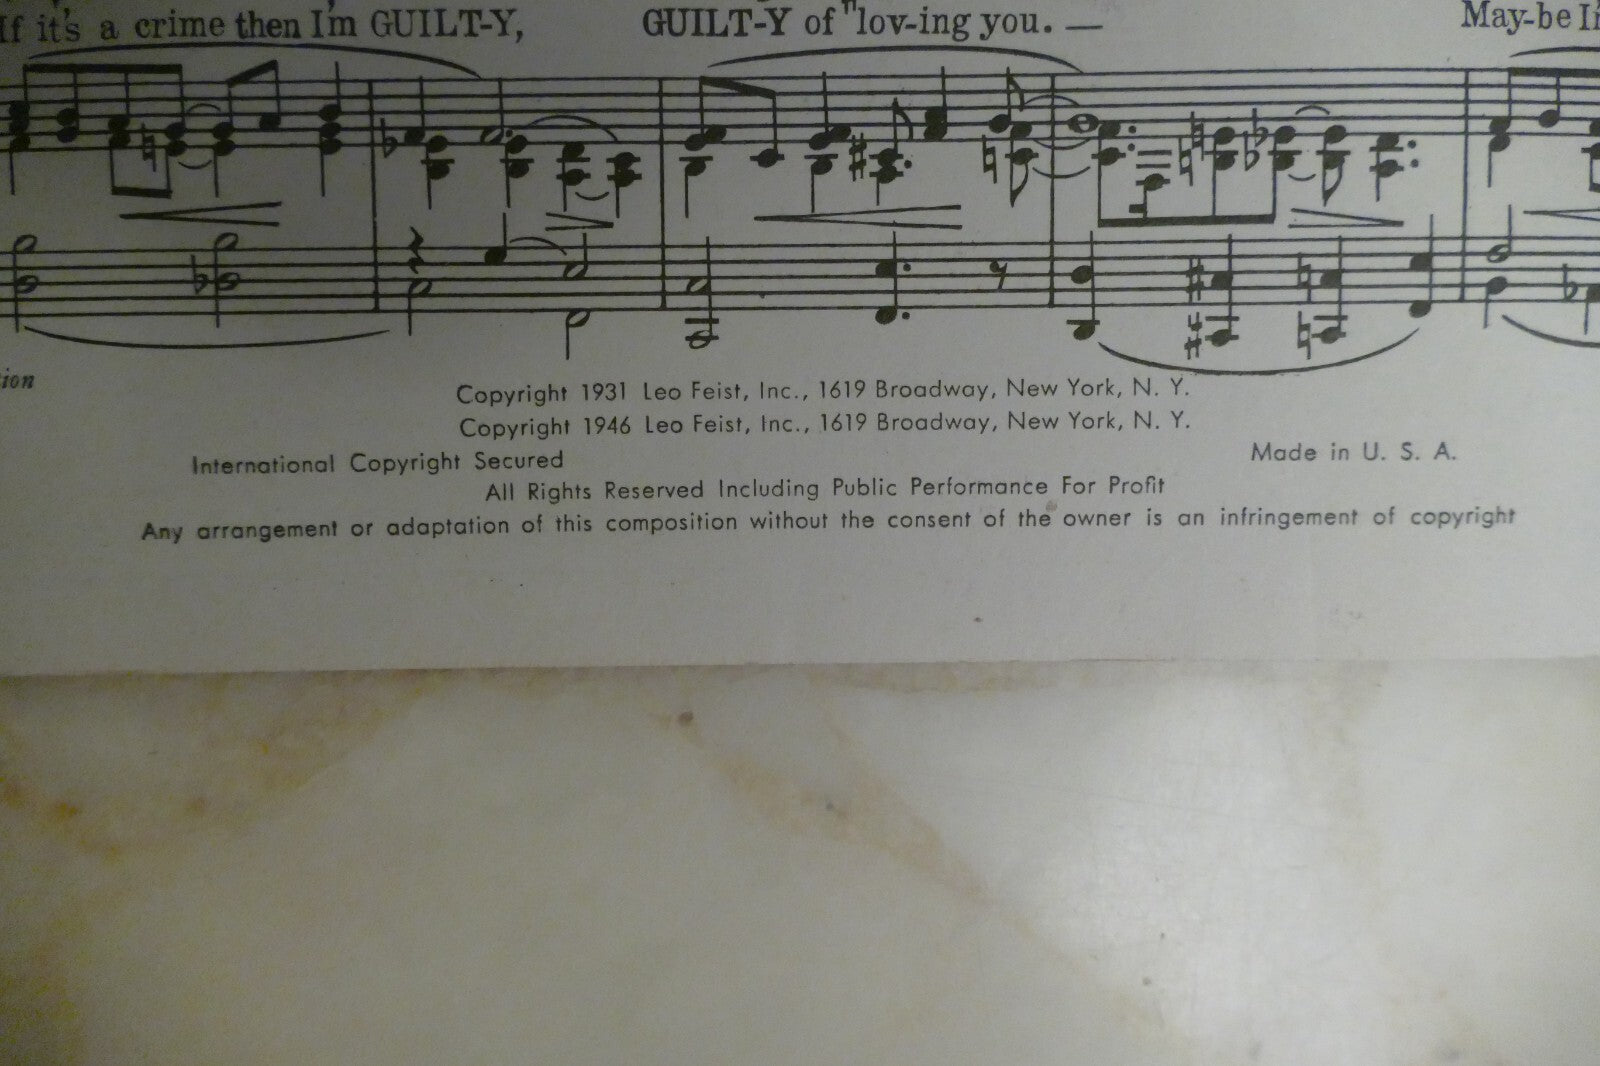 If it's a crime then I'm GUILT-Y, GUILT-Y of "lov-ing you. — May-be I'
tion
Copyright 1931 Leo Feist, Inc., 1619 Broadway, New York, N. Y.
Copyright 1946 Leo Feist, Inc., 1619 Broadway, New York, N. Y.
International Copyright Secured Made in U. S. A.
All Rights Reserved Including Public Performance For Profit
Any arrangement or adaptation of this composition without the consent of the owner is an infringement of copyright